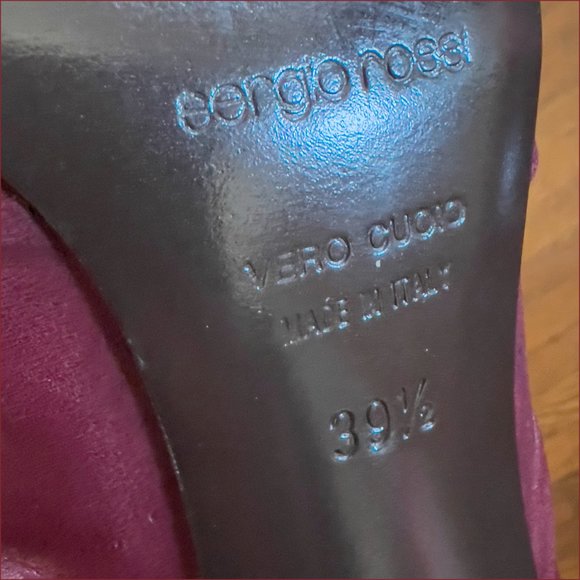 sergio rossi
VERO CUOIO
MADE IN ITALY
39½